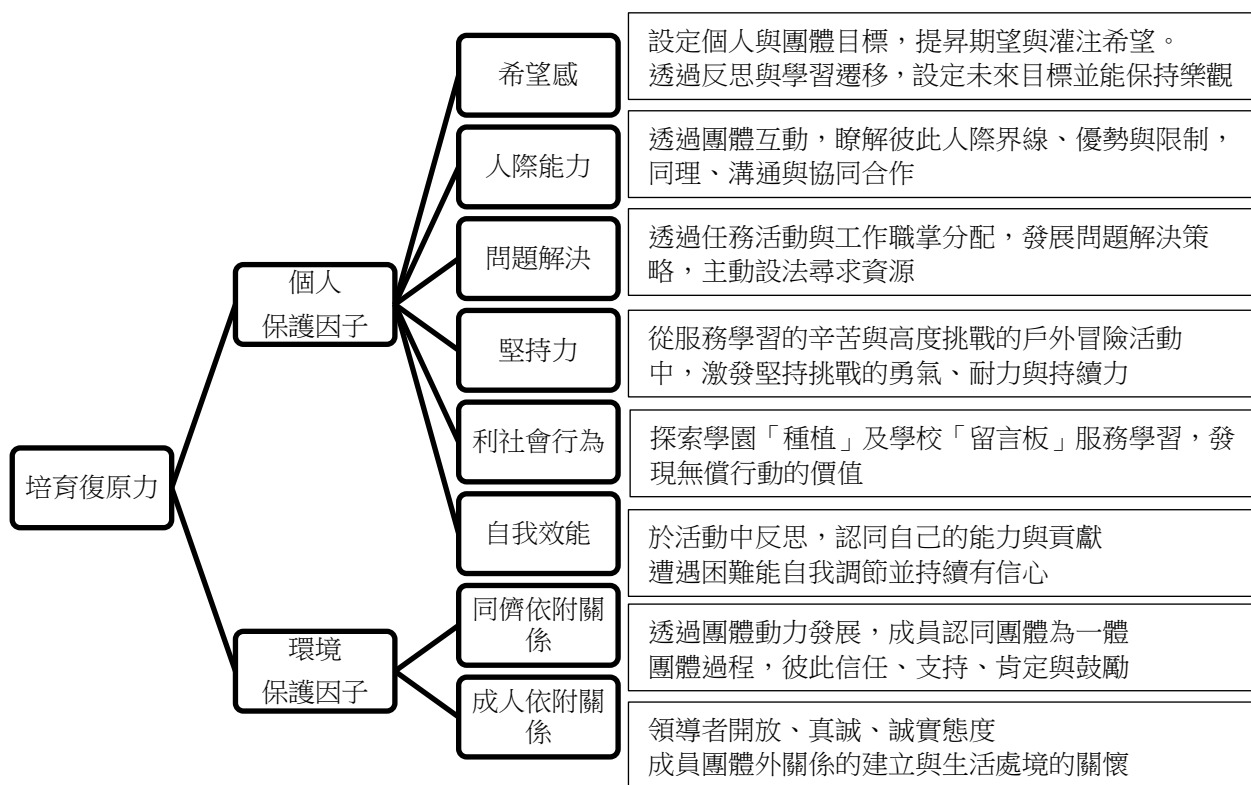 設定個人與團體目標，提昇期望與灌注希望。
透過反思與學習遷移，設定未來目標並能保持樂觀
希望感
透過團體互動，瞭解彼此人際界線、優勢與限制，
同理、溝通與協同合作
人際能力
透過任務活動與工作職掌分配，發展問題解決策
略，主動設法尋求資源
問題解決
個人
保護因子
從服務學習的辛苦與高度挑戰的戶外冒險活動
中，激發堅持挑戰的勇氣、耐力與持續力
堅持力
探索學園「種植」及學校「留言板」服務學習，發
現無償行動的價值
利社會行為
培育復原力
於活動中反思，認同自己的能力與貢獻
遭遇困難能自我調節並持續有信心
自我效能
同儕依附關
係
透過團體動力發展，成員認同團體為一體
團體過程，彼此信任、支持、肯定與鼓勵
環境
保護因子
成人依附關
係
領導者開放、真誠、誠實態度
成員團體外關係的建立與生活處境的關懷